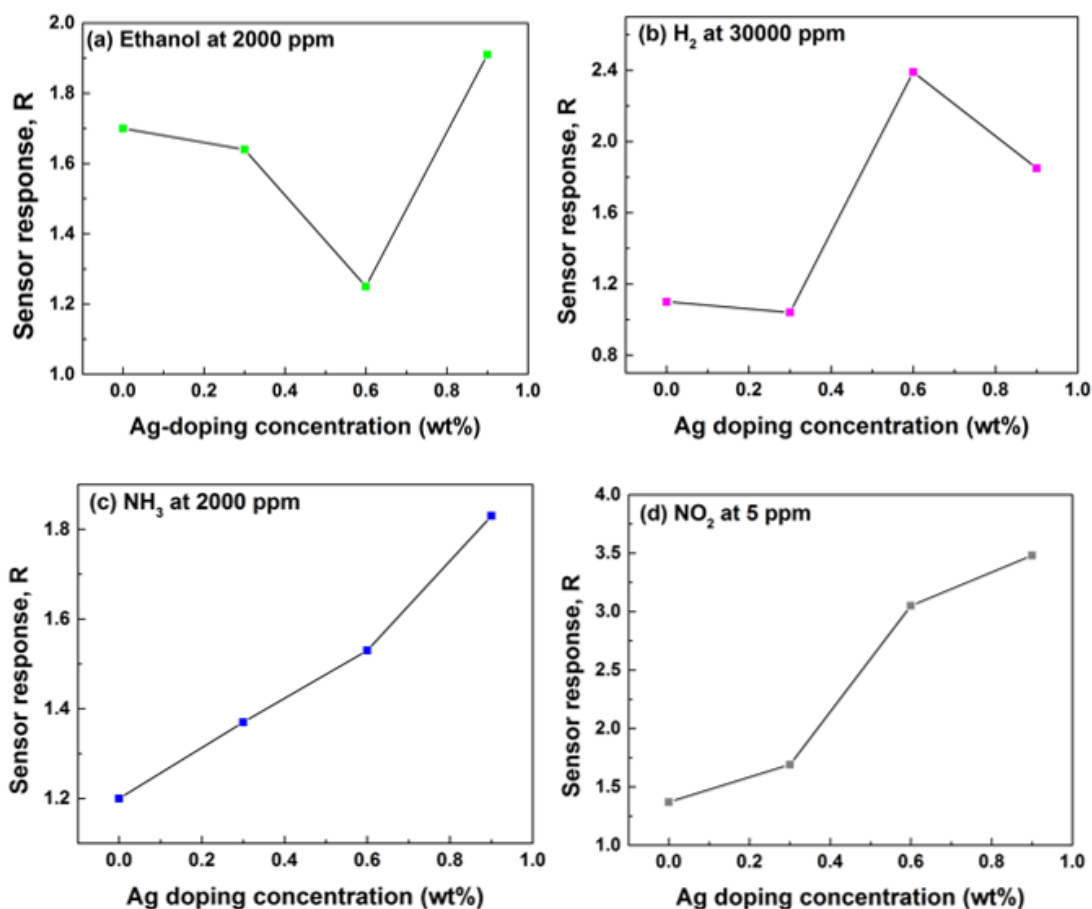 (a) Ethanol at 2000 ppm
Sensor response, R
2.0
1.8
1.6
1.4
1.2
1.0
0.0 0.2 0.4 0.6 0.8 1.0
Ag-doping concentration (wt%)
(b) H₂ at 30000 ppm
Sensor response, R
2.4
2.0
1.6
1.2
0.8
0.0 0.2 0.4 0.6 0.8 1.0
Ag doping concentration (wt%)
(c) NH₃ at 2000 ppm
Sensor response, R
1.8
1.6
1.4
1.2
0.0 0.2 0.4 0.6 0.8 1.0
Ag doping concentration (wt%)
(d) NO₂ at 5 ppm
Sensor response, R
4.0
3.5
3.0
2.5
2.0
1.5
1.0
0.0 0.2 0.4 0.6 0.8 1.0
Ag doping concentration (wt%)